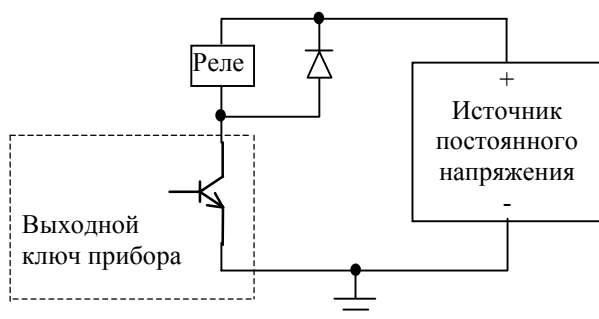 Реле
+
Источник
постоянного
напряжения
-
Выходной
ключ прибора